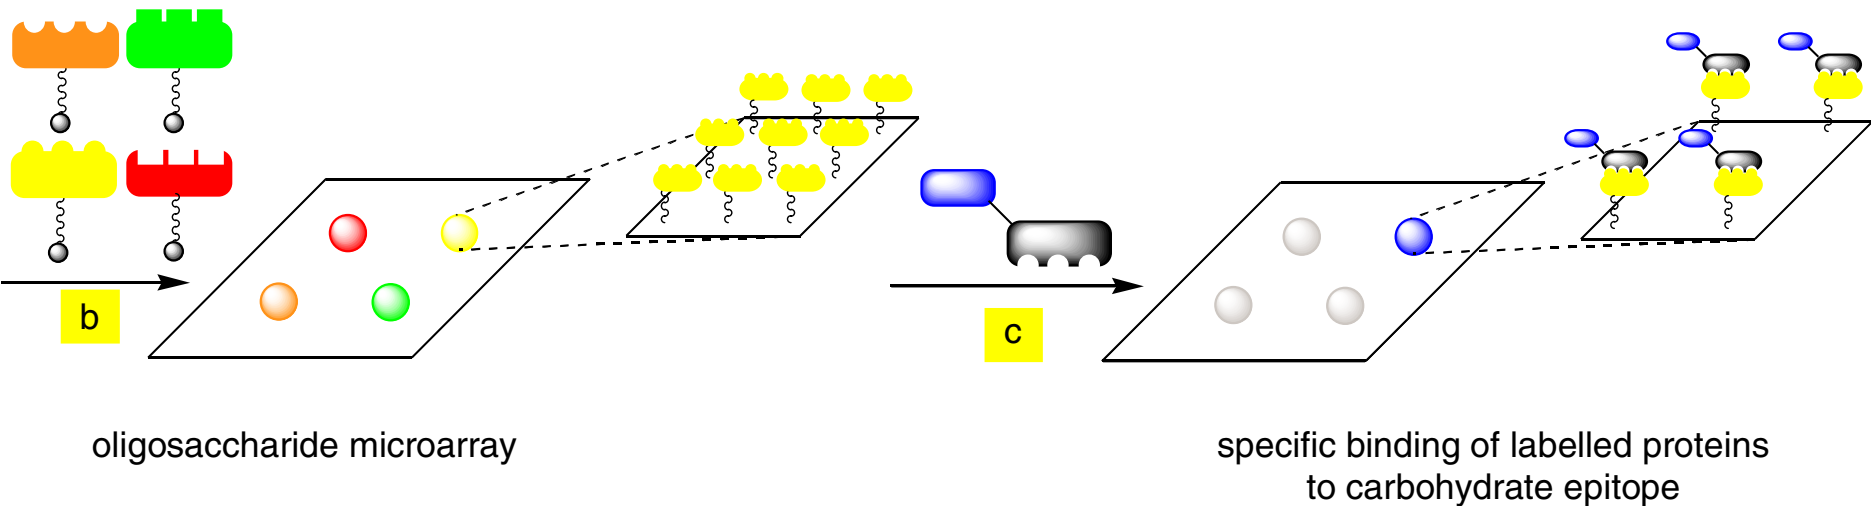 b
c
oligosaccharide microarray
specific binding of labelled proteins
to carbohydrate epitope